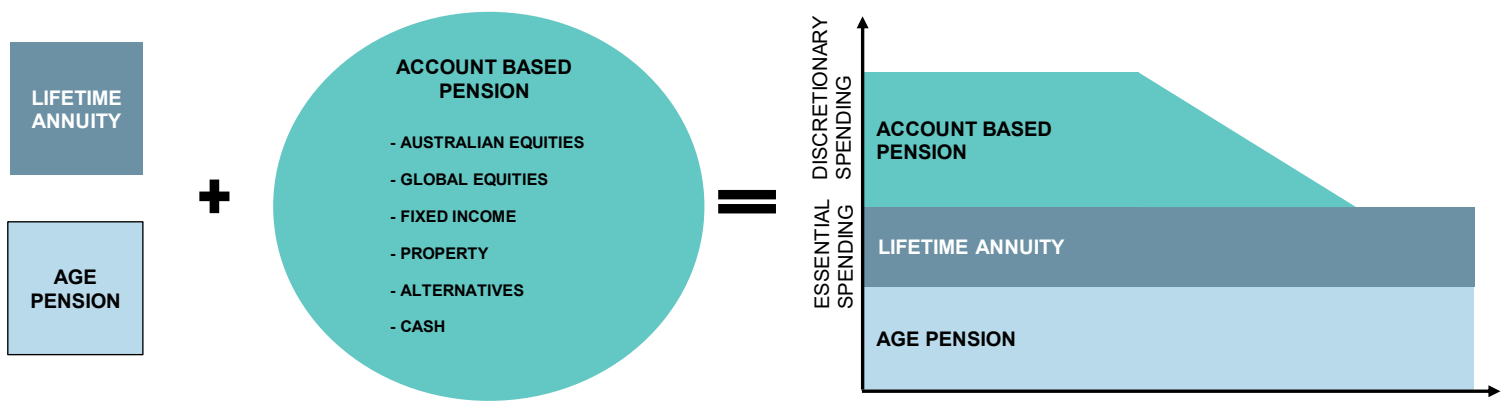 LIFETIME
ANNUITY
AGE
PENSION
+
ACCOUNT BASED
PENSION
- AUSTRALIAN EQUITIES
- GLOBAL EQUITIES
- FIXED INCOME
- PROPERTY
- ALTERNATIVES
- CASH
=
DISCRETIONARY
SPENDING
ESSENTIAL
SPENDING
ACCOUNT BASED
PENSION
LIFETIME ANNUITY
AGE PENSION